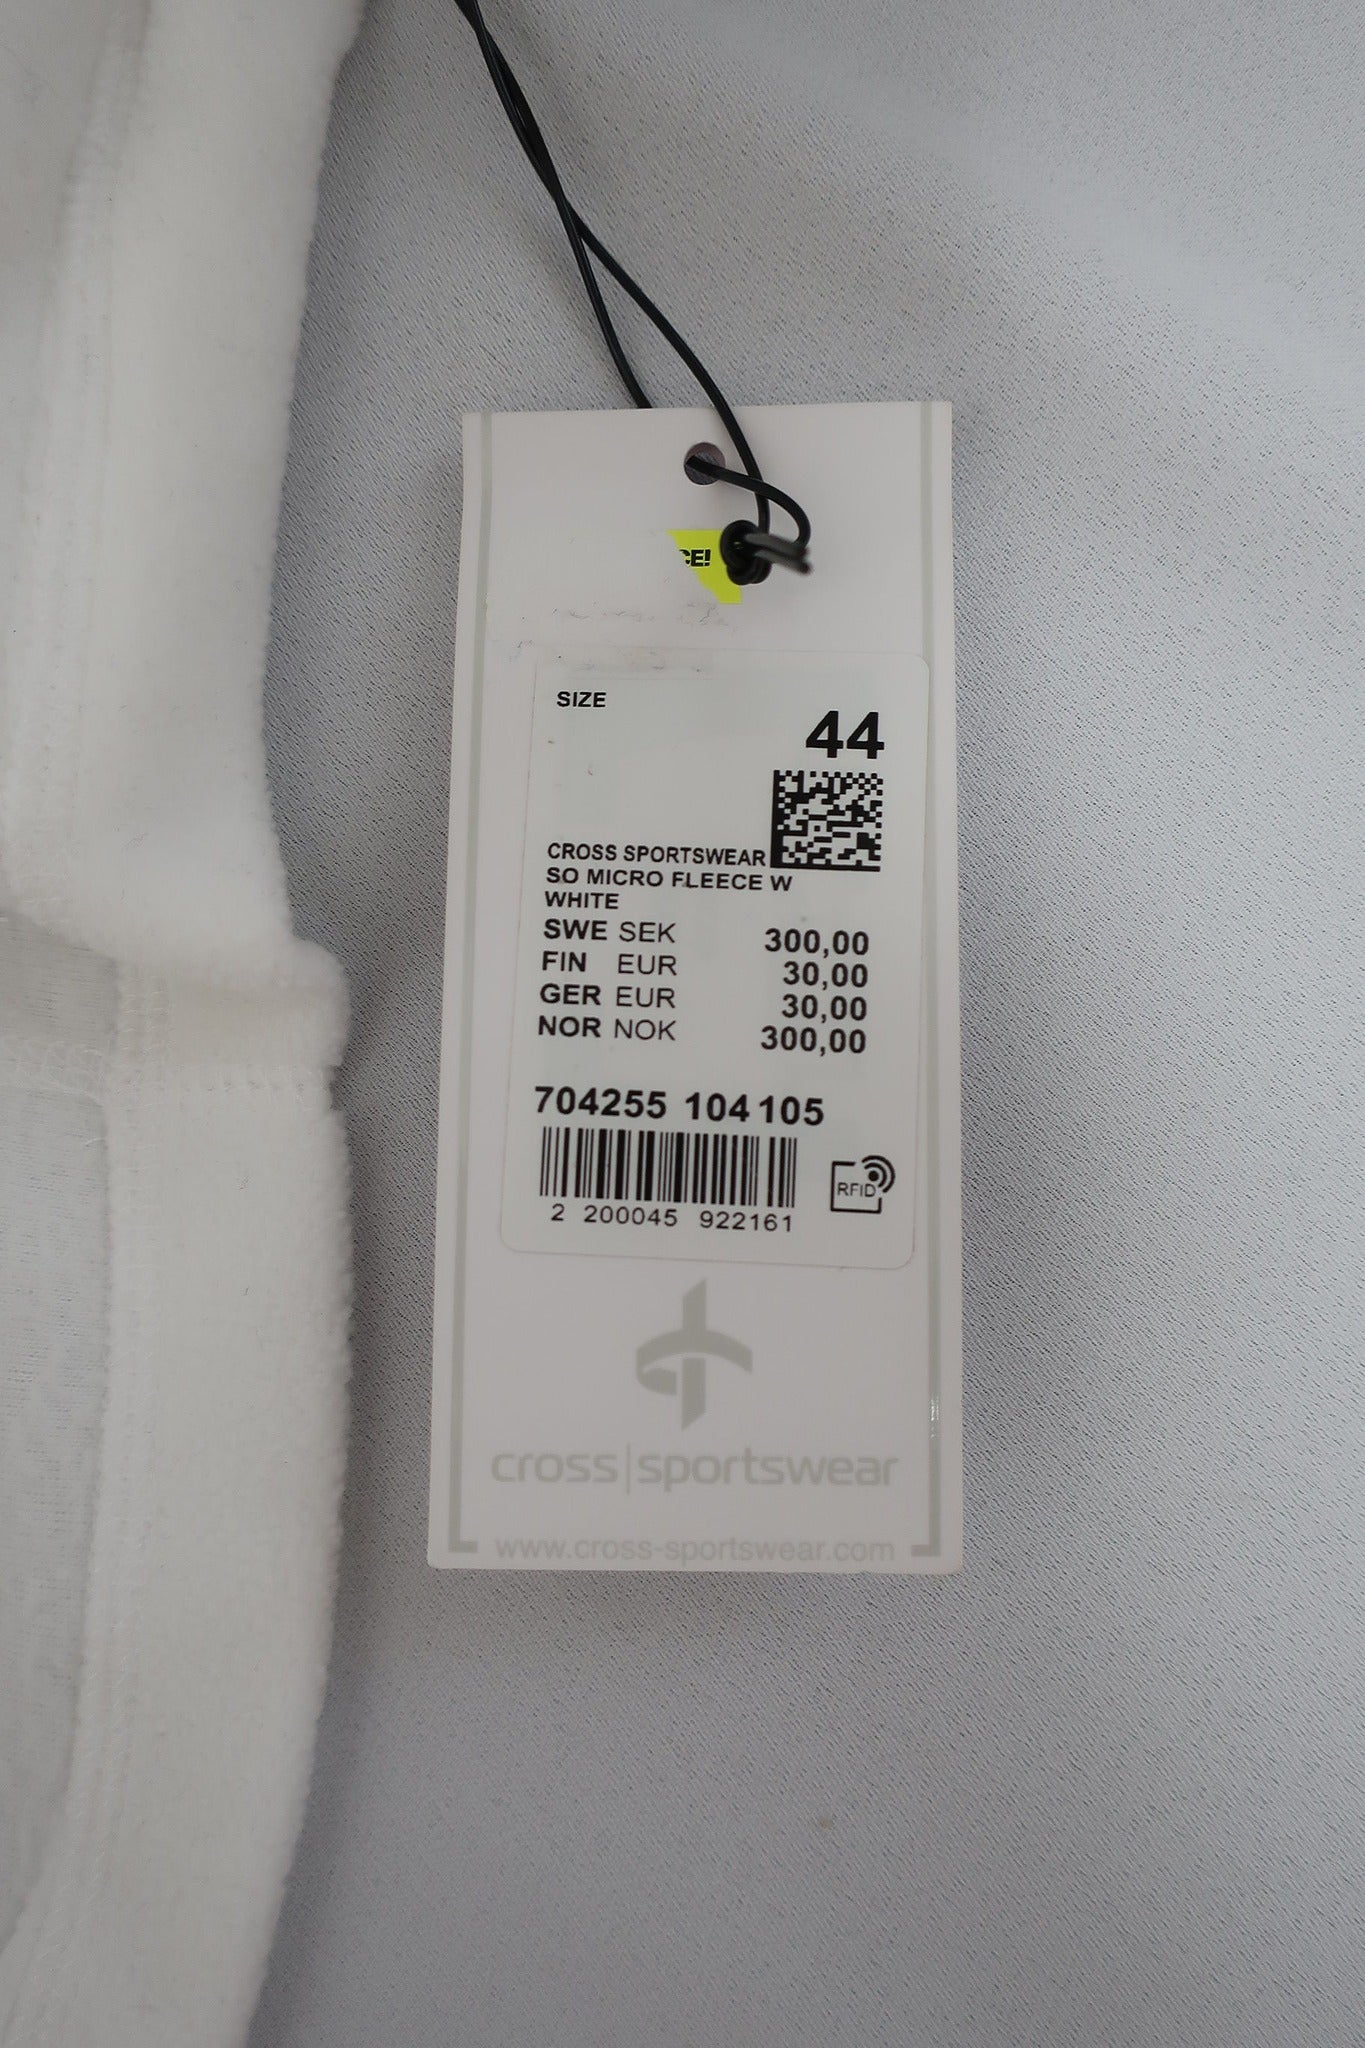 CE!
SIZE
44
CROSS SPORTSWEAR
SO MICRO FLEECE W
WHITE
SWE SEK 300,00
FIN EUR 30,00
GER EUR 30,00
NOR NOK 300,00
704255 104105
2 200045 922161
RFID
cross|sportswear
www.cross-sportswear.com